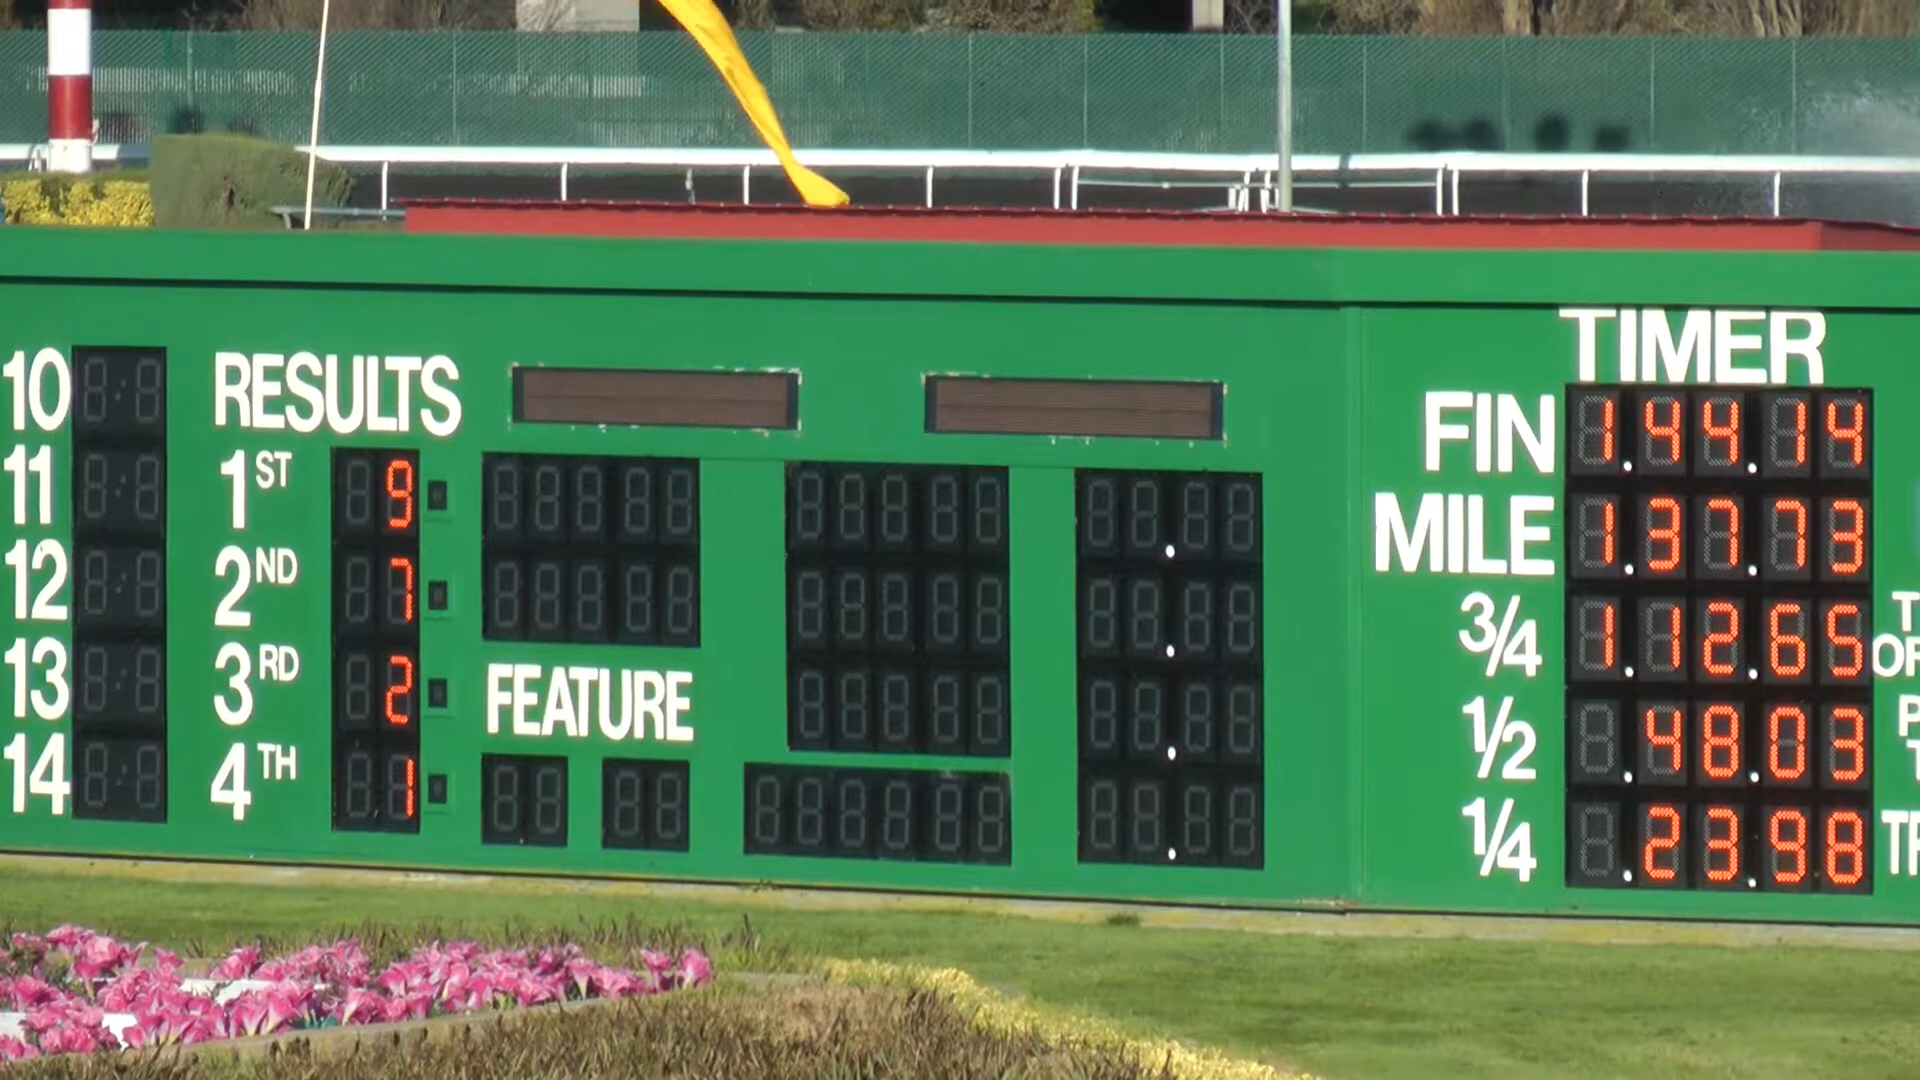 TIMER
10 RESULTS FIN 1.44.14
11 1ST 9 MILE 1.37.73
12 2ND 7 3/4 1.12.65
13 3RD 2 FEATURE 1/2 .48.03
14 4TH 1 1/4 .23.98